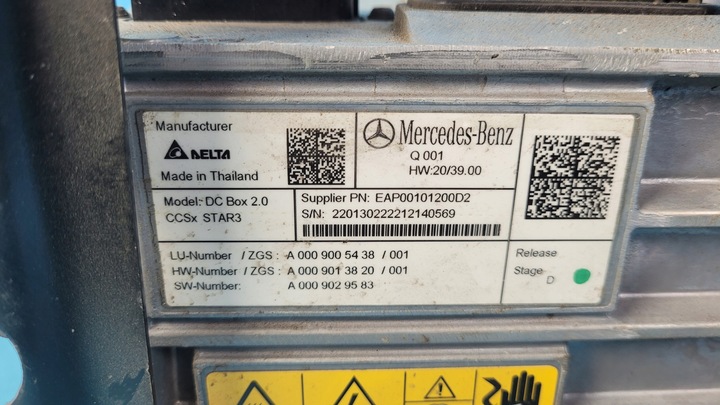 Manufacturer
DELTA
Made in Thailand
Mercedes-Benz
Q 001
HW:20/39.00
Model: DC Box 2.0
CCSx STAR3
Supplier PN: EAP00101200D2
S/N: 220130222212140569
LU-Number / ZGS : A 000 900 54 38 / 001
HW-Number / ZGS : A 000 901 38 20 / 001
SW-Number: A 000 902 95 83
Release
Stage
D